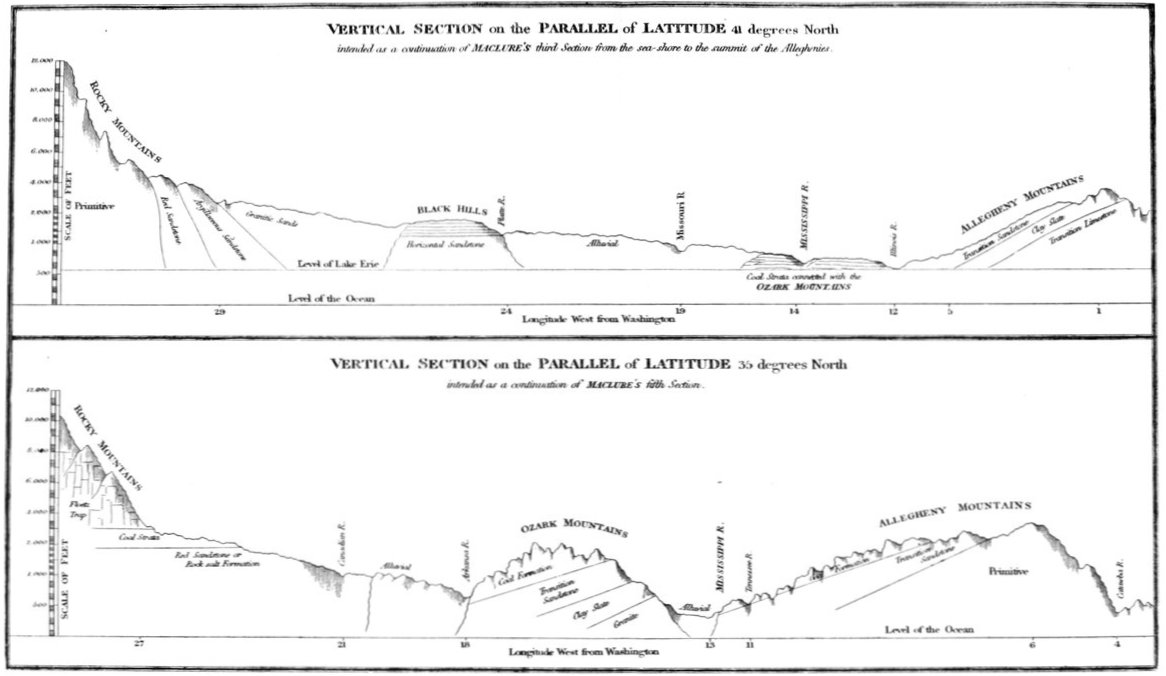 VERTICAL SECTION on the PARALLEL of LATITUDE 41 degrees North
intended as a continuation of MACLURE'S third Section from the sea-shore to the summit of the Alleghenies.
SCALE OF FEET
10,000
8,000
6,000
4,000
2,000
1,000
500
ROCKY MOUNTAINS
Primitive
Red Sandstone
Argillaceous Sandstone
Granitic Sands
BLACK HILLS
Horizontal Sandstone
Platte R.
Alluvial
Missouri R.
MISSISSIPPI R.
Illinois R.
ALLEGHENY MOUNTAINS
Transition Sandstone
Clay Slate
Transition Limestone
Level of Lake Erie
Coal Strata connected with the
OZARK MOUNTAINS
Level of the Ocean
29 24 19 14 12 5 1
Longitude West from Washington
VERTICAL SECTION on the PARALLEL of LATITUDE 35 degrees North
intended as a continuation of MACLURE'S fifth Section.
SCALE OF FEET
12,000
10,000
8,000
6,000
2,000
1,000
500
ROCKY MOUNTAINS
Floetz
Trap
Coal Strata
Red Sandstone or
Rock salt Formation
Canadian R.
Alluvial
Arkansa R.
OZARK MOUNTAINS
Coal Formation
Transition
Sandstone
Clay Slate
Granite
Alluvial
MISSISSIPPI R.
Tennessee R.
ALLEGHENY MOUNTAINS
Formation
Transition
Sandstone
Primitive
Catawba R.
Level of the Ocean
27 21 18 13 11 6 4
Longitude West from Washington